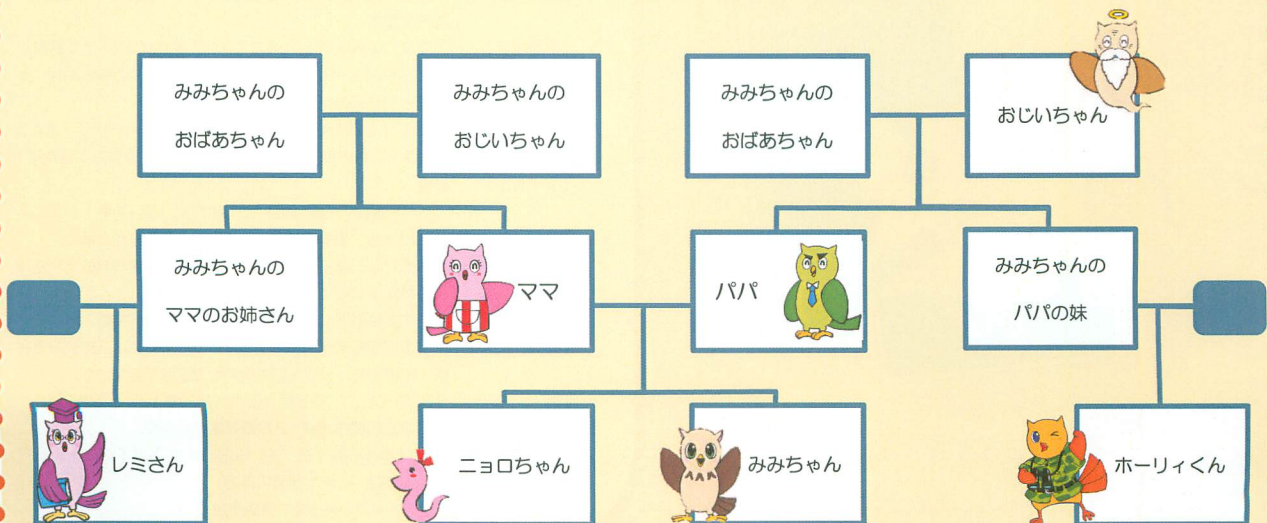 みみちゃんの
おばあちゃん
みみちゃんの
おじいちゃん
みみちゃんの
おばあちゃん
おじいちゃん
みみちゃんの
ママのお姉さん
ママ
パパ
みみちゃんの
パパの妹
レミさん
ニョロちゃん
みみちゃん
ホーリィくん